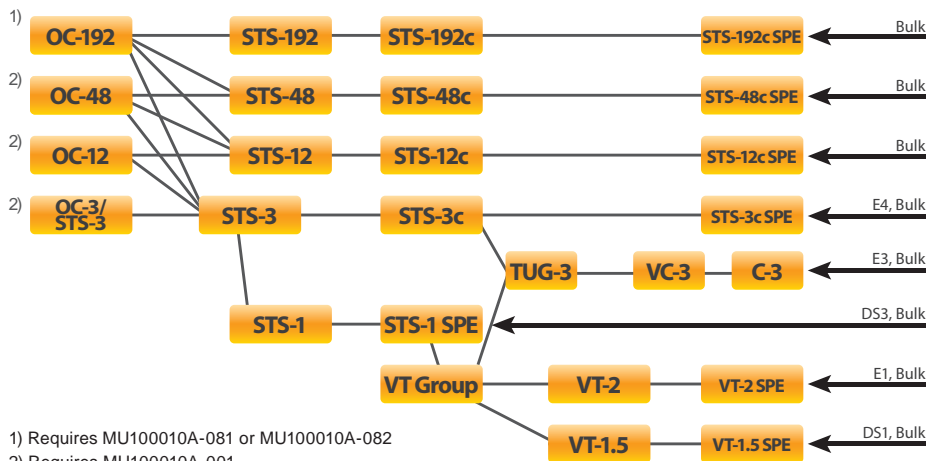 1) OC-192 STS-192 STS-192c STS-192c SPE Bulk
2) OC-48 STS-48 STS-48c STS-48c SPE Bulk
2) OC-12 STS-12 STS-12c STS-12c SPE Bulk
2) OC-3/
STS-3 STS-3 STS-3c STS-3c SPE E4, Bulk
TUG-3 VC-3 C-3 E3, Bulk
STS-1 STS-1 SPE DS3, Bulk
VT Group VT-2 VT-2 SPE E1, Bulk
VT-1.5 VT-1.5 SPE DS1, Bulk
1) Requires MU100010A-081 or MU100010A-082
2) Requires MU100010A-001